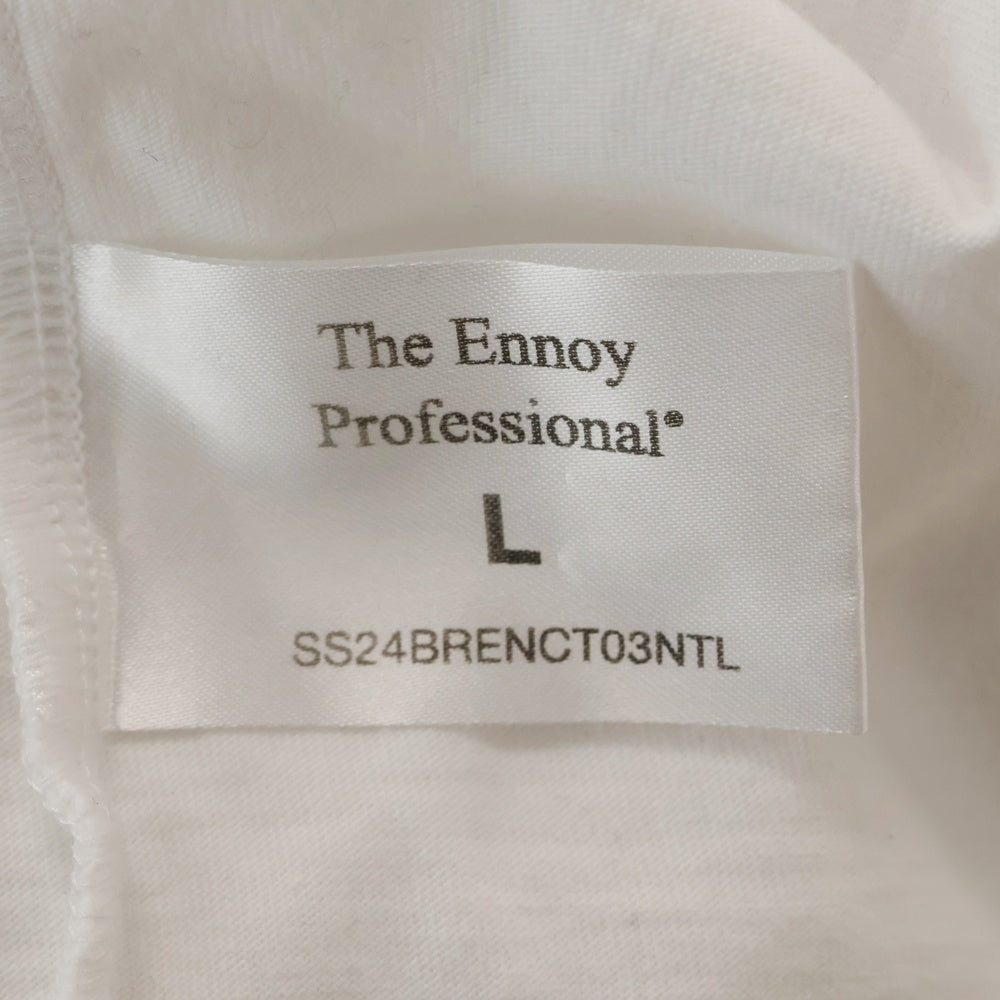 The Ennoy
Professional®
L
SS24BRENCT03NTL